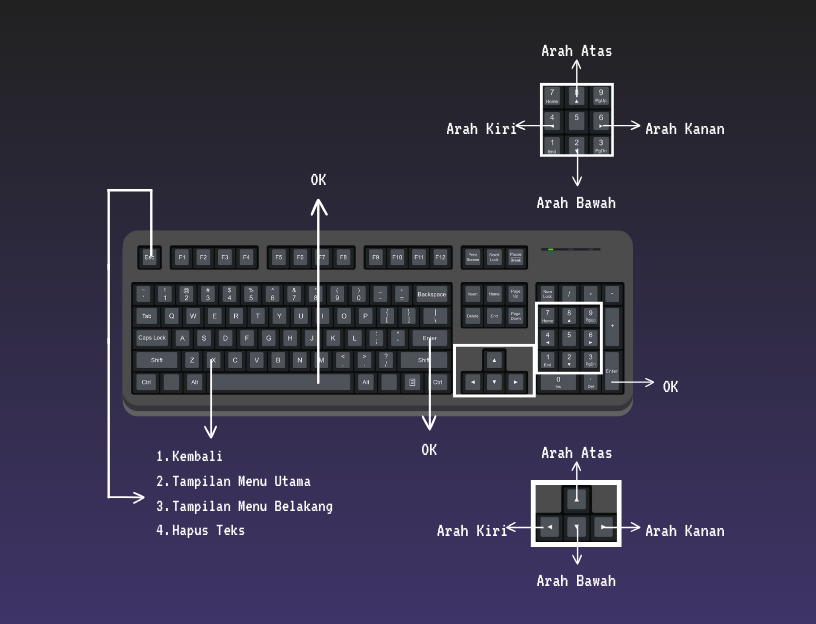 Arah Atas
7 8 9
Home ▲ PgUp
Arah Kiri
4 5 6
Arah Kanan
1 2 3
End ▼ PgDn
Arah Bawah
OK
Esc F1 F2 F3 F4 F5 F6 F7 F8 F9 F10 F11 F12
Print Screen Scroll Lock Pause Break
~ ! @ # $ % ^ & * ( ) _ +
` 1 2 3 4 5 6 7 8 9 0 - = Backspace
Insert Home Page Up
Num Lock / * -
Tab Q W E R T Y U I O P { [ } ] | \
Delete End Page Down
7 Home 8 ▲ 9 PgUp +
Caps Lock A S D F G H J K L : ; " ' Enter
4 5 6
Shift Z X C V B N M < , > . ? / Shift
1 End 2 ▼ 3 PgDn Enter
Ctrl Alt Alt Ctrl
0 Ins . Del
OK
OK
1.Kembali
2.Tampilan Menu Utama
3.Tampilan Menu Belakang
4.Hapus Teks
Arah Atas
Arah Kiri
Arah Kanan
Arah Bawah